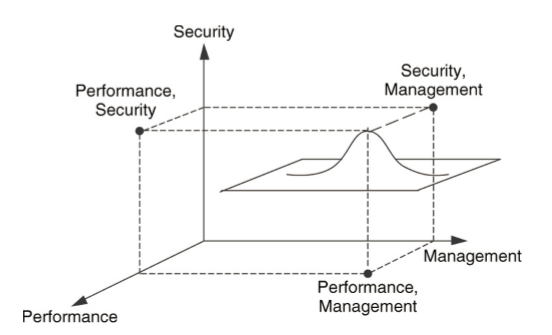 Security
Performance,
Security
Security,
Management
Management
Performance,
Management
Performance